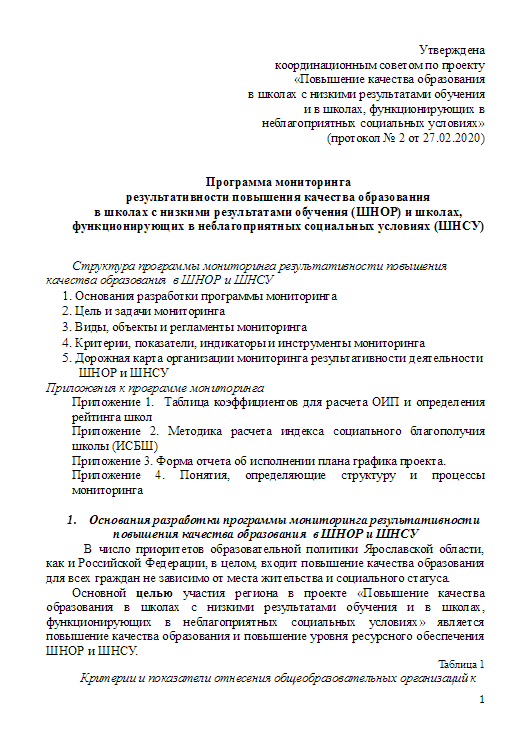 Утверждена
координационным советом по проекту
«Повышение качества образования
в школах с низкими результатами обучения
и в школах, функционирующих в
неблагоприятных социальных условиях»
(протокол № 2 от 27.02.2020)
Программа мониторинга
результативности повышения качества образования
в школах с низкими результатами обучения (ШНОР) и школах,
функционирующих в неблагоприятных социальных условиях (ШНСУ)
Структура программы мониторинга результативности повышения
качества образования в ШНОР и ШНСУ
1. Основания разработки программы мониторинга
2. Цель и задачи мониторинга
3. Виды, объекты и регламенты мониторинга
4. Критерии, показатели, индикаторы и инструменты мониторинга
5. Дорожная карта организации мониторинга результативности деятельности
ШНОР и ШНСУ
Приложения к программе мониторинга
Приложение 1. Таблица коэффициентов для расчета ОИП и определения
рейтинга школ
Приложение 2. Методика расчета индекса социального благополучия
школы (ИСБШ)
Приложение 3. Форма отчета об исполнении плана графика проекта.
Приложение 4. Понятия, определяющие структуру и процессы
мониторинга
1. Основания разработки программы мониторинга результативности
повышения качества образования в ШНОР и ШНСУ
В число приоритетов образовательной политики Ярославской области,
как и Российской Федерации, в целом, входит повышение качества образования
для всех граждан не зависимо от места жительства и социального статуса.
Основной целью участия региона в проекте «Повышение качества
образования в школах с низкими результатами обучения и в школах,
функционирующих в неблагоприятных социальных условиях» является
повышение качества образования и повышение уровня ресурсного обеспечения
ШНОР и ШНСУ.
Таблица 1
Критерии и показатели отнесения общеобразовательных организаций к
1